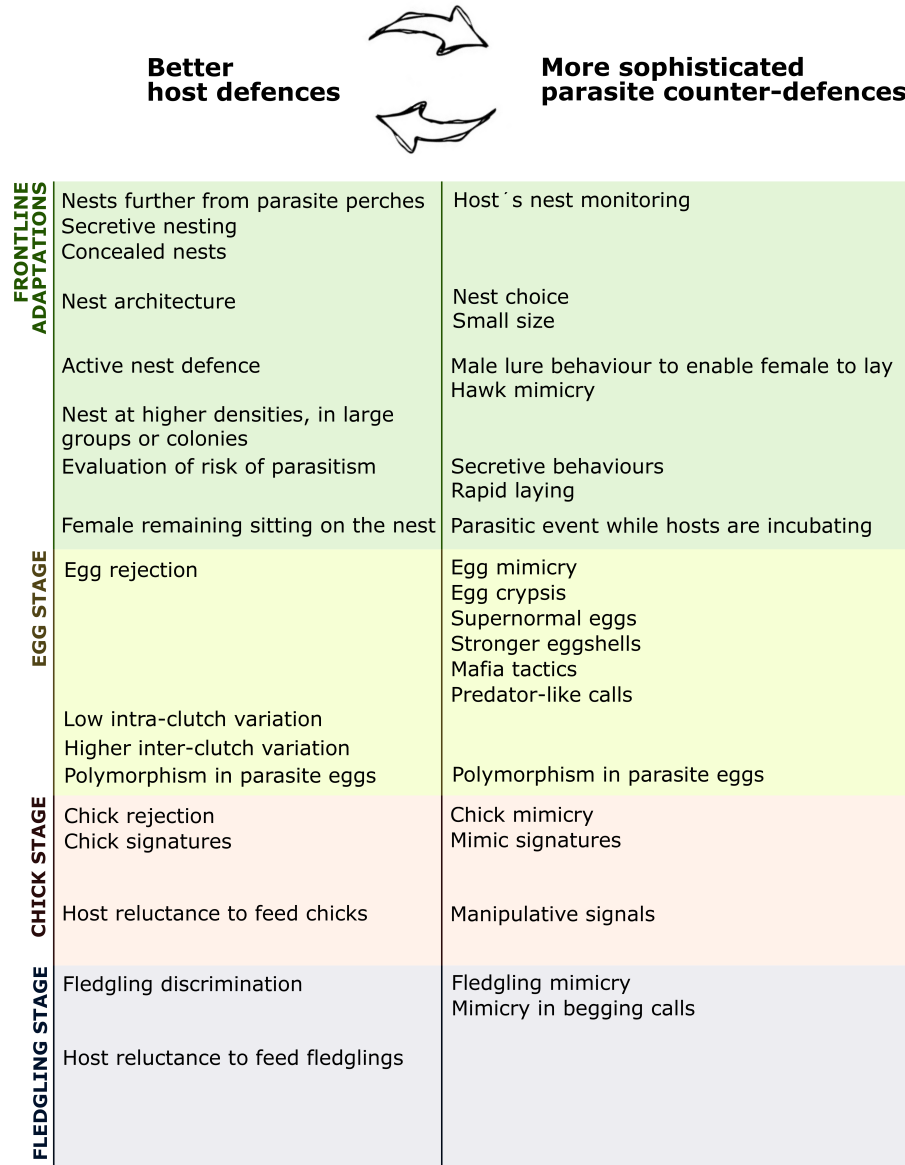 Better
host defences
More sophisticated
parasite counter-defences
FRONTLINE
ADAPTATIONS
Nests further from parasite perches
Secretive nesting
Concealed nests
Host´s nest monitoring
Nest architecture
Nest choice
Small size
Active nest defence
Male lure behaviour to enable female to lay
Hawk mimicry
Nest at higher densities, in large
groups or colonies
Evaluation of risk of parasitism
Secretive behaviours
Rapid laying
Female remaining sitting on the nest
Parasitic event while hosts are incubating
EGG STAGE
Egg rejection
Egg mimicry
Egg crypsis
Supernormal eggs
Stronger eggshells
Mafia tactics
Predator-like calls
Low intra-clutch variation
Higher inter-clutch variation
Polymorphism in parasite eggs
Polymorphism in parasite eggs
CHICK STAGE
Chick rejection
Chick signatures
Chick mimicry
Mimic signatures
Host reluctance to feed chicks
Manipulative signals
FLEDGLING STAGE
Fledgling discrimination
Fledgling mimicry
Mimicry in begging calls
Host reluctance to feed fledglings